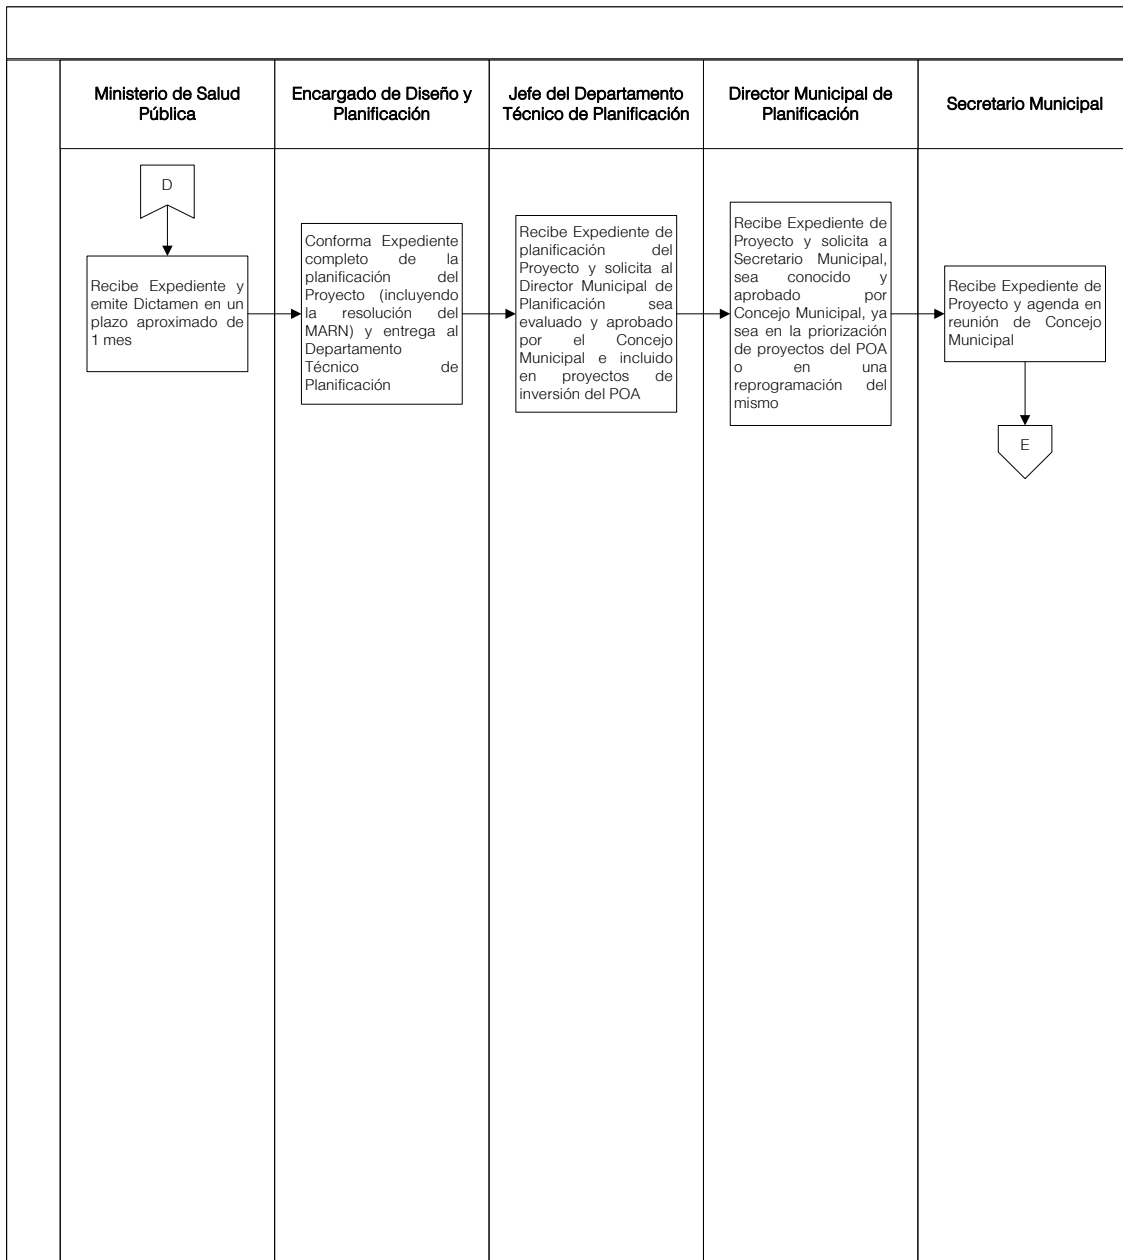 Ministerio de Salud
Pública
Encargado de Diseño y
Planificación
Jefe del Departamento
Técnico de Planificación
Director Municipal de
Planificación
Secretario Municipal
D
Recibe Expediente y
emite Dictamen en un
plazo aproximado de
1 mes
Conforma Expediente
completo de la
planificación del
Proyecto (incluyendo
la resolución del
MARN) y entrega al
Departamento
Técnico de
Planificación
Recibe Expediente de
planificación del
Proyecto y solicita al
Director Municipal de
Planificación sea
evaluado y aprobado
por el Concejo
Municipal e incluido
en proyectos de
inversión del POA
Recibe Expediente de
Proyecto y solicita a
Secretario Municipal,
sea conocido y
aprobado por
Concejo Municipal, ya
sea en la priorización
de proyectos del POA
o en una
reprogramación del
mismo
Recibe Expediente de
Proyecto y agenda en
reunión de Concejo
Municipal
E